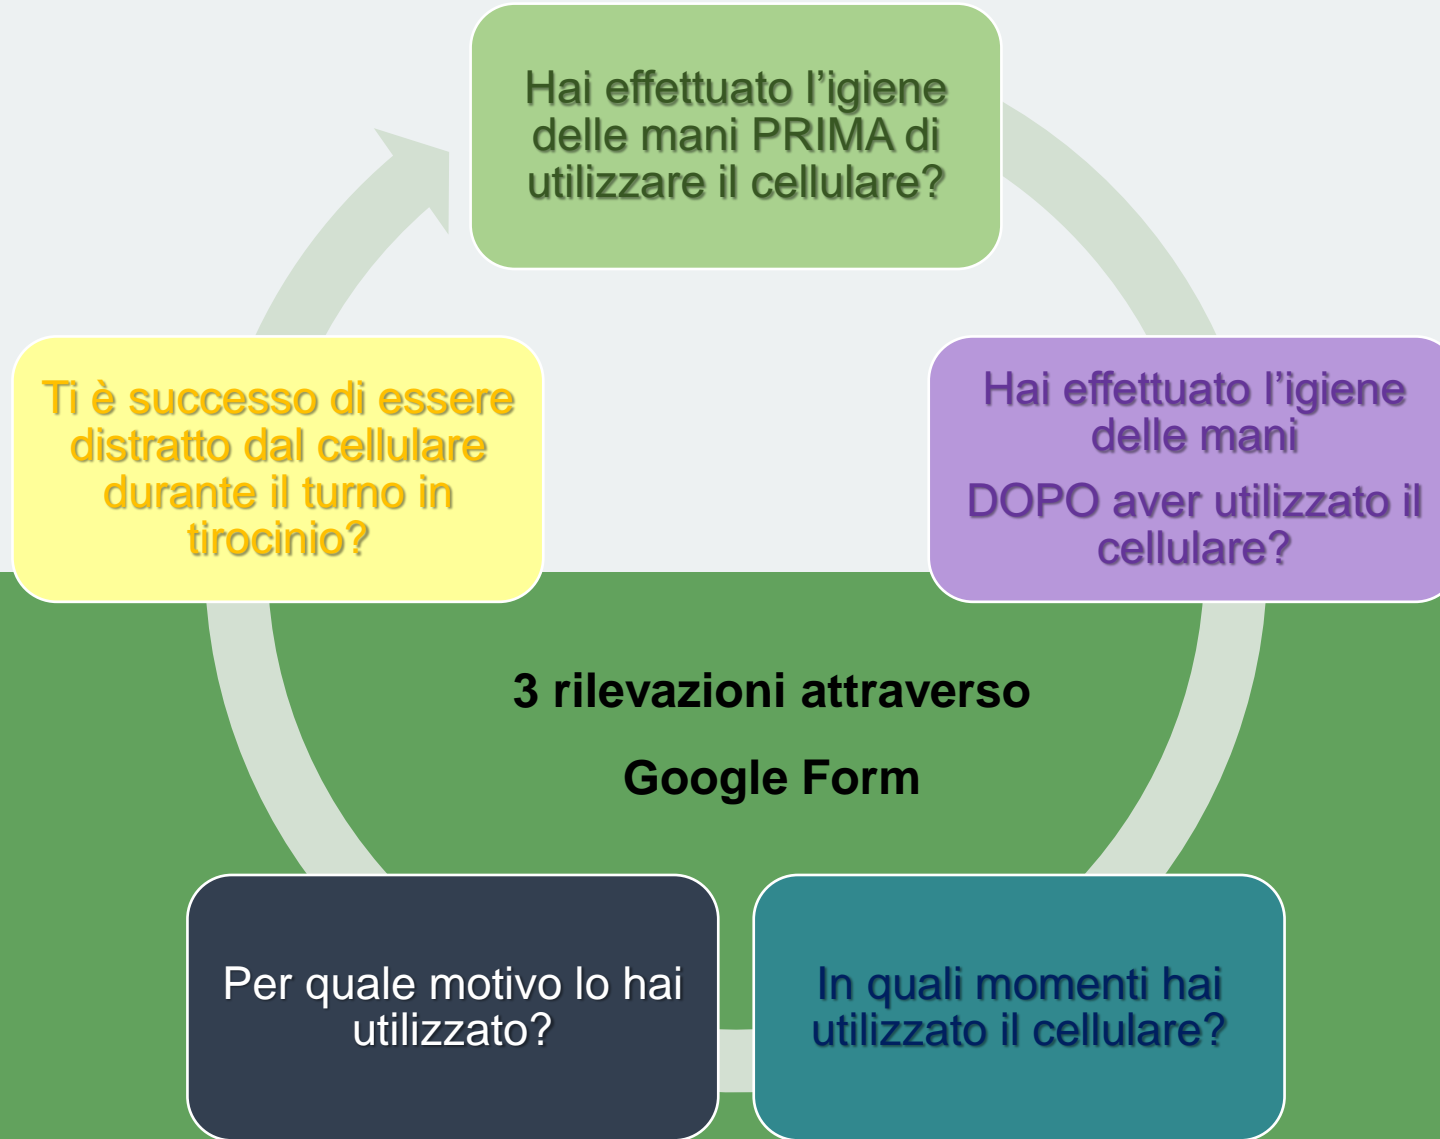 Hai effettuato l’igiene
delle mani PRIMA di
utilizzare il cellulare?
Hai effettuato l’igiene
delle mani
DOPO aver utilizzato il
cellulare?
In quali momenti hai
utilizzato il cellulare?
Per quale motivo lo hai
utilizzato?
Ti è successo di essere
distratto dal cellulare
durante il turno in
tirocinio?
3 rilevazioni attraverso
Google Form